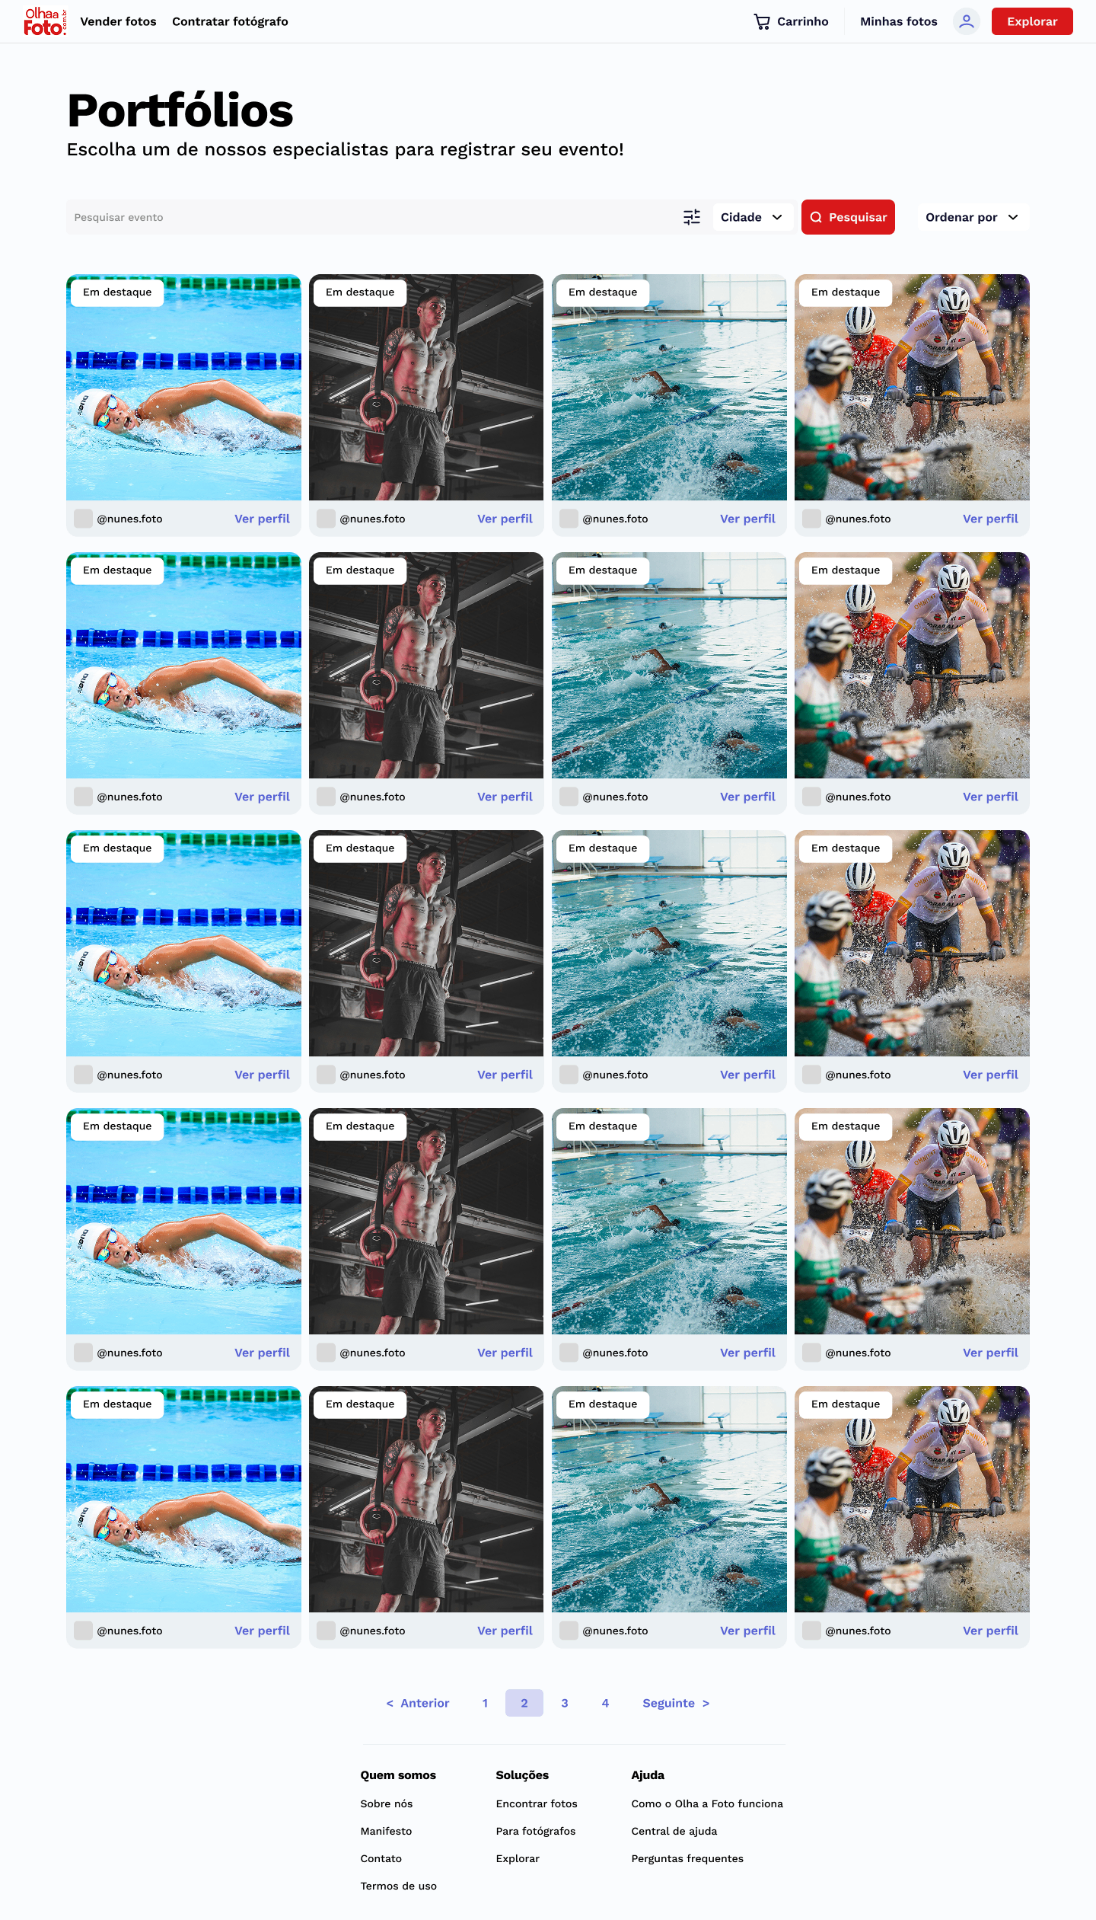 Olhaa
Foto.com.br
Vender fotos Contratar fotógrafo Carrinho Minhas fotos Explorar
Portfólios
Escolha um de nossos especialistas para registrar seu evento!
Pesquisar evento Cidade Pesquisar Ordenar por
Em destaque Em destaque Em destaque Em destaque
@nunes.foto Ver perfil @nunes.foto Ver perfil @nunes.foto Ver perfil @nunes.foto Ver perfil
Em destaque Em destaque Em destaque Em destaque
@nunes.foto Ver perfil @nunes.foto Ver perfil @nunes.foto Ver perfil @nunes.foto Ver perfil
Em destaque Em destaque Em destaque Em destaque
@nunes.foto Ver perfil @nunes.foto Ver perfil @nunes.foto Ver perfil @nunes.foto Ver perfil
Em destaque Em destaque Em destaque Em destaque
@nunes.foto Ver perfil @nunes.foto Ver perfil @nunes.foto Ver perfil @nunes.foto Ver perfil
Em destaque Em destaque Em destaque Em destaque
@nunes.foto Ver perfil @nunes.foto Ver perfil @nunes.foto Ver perfil @nunes.foto Ver perfil
< Anterior 1 2 3 4 Seguinte >
Quem somos Soluções Ajuda
Sobre nós Encontrar fotos Como o Olha a Foto funciona
Manifesto Para fotógrafos Central de ajuda
Contato Explorar Perguntas frequentes
Termos de uso